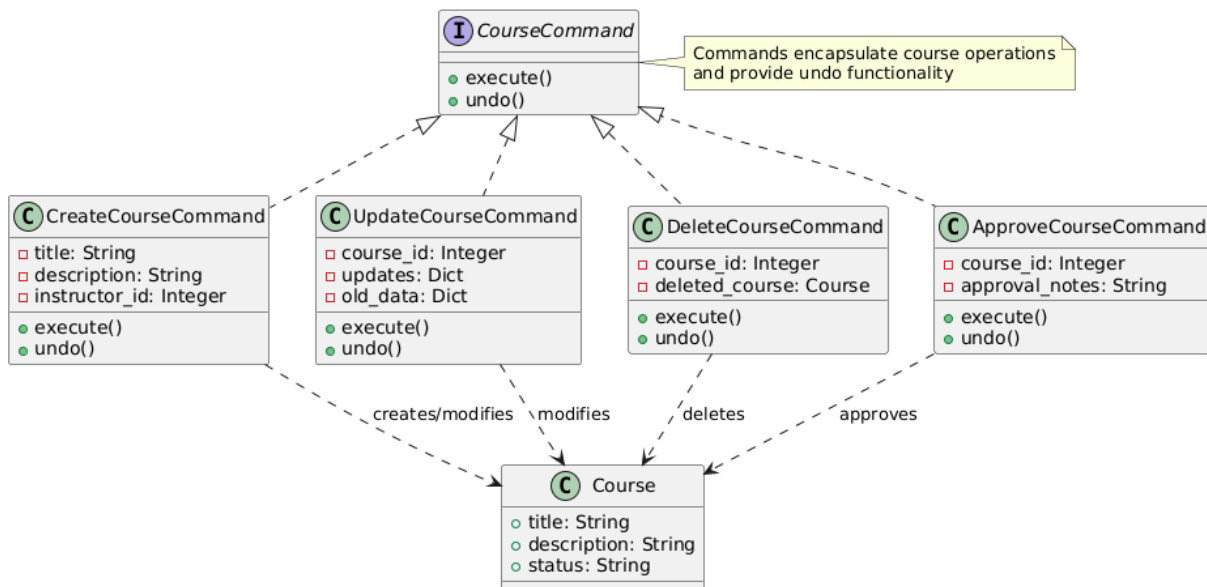 I CourseCommand
execute()
undo()
Commands encapsulate course operations
and provide undo functionality
C CreateCourseCommand
title: String
description: String
instructor_id: Integer
execute()
undo()
C UpdateCourseCommand
course_id: Integer
updates: Dict
old_data: Dict
execute()
undo()
C DeleteCourseCommand
course_id: Integer
deleted_course: Course
execute()
undo()
C ApproveCourseCommand
course_id: Integer
approval_notes: String
execute()
undo()
creates/modifies
modifies
deletes
approves
C Course
title: String
description: String
status: String